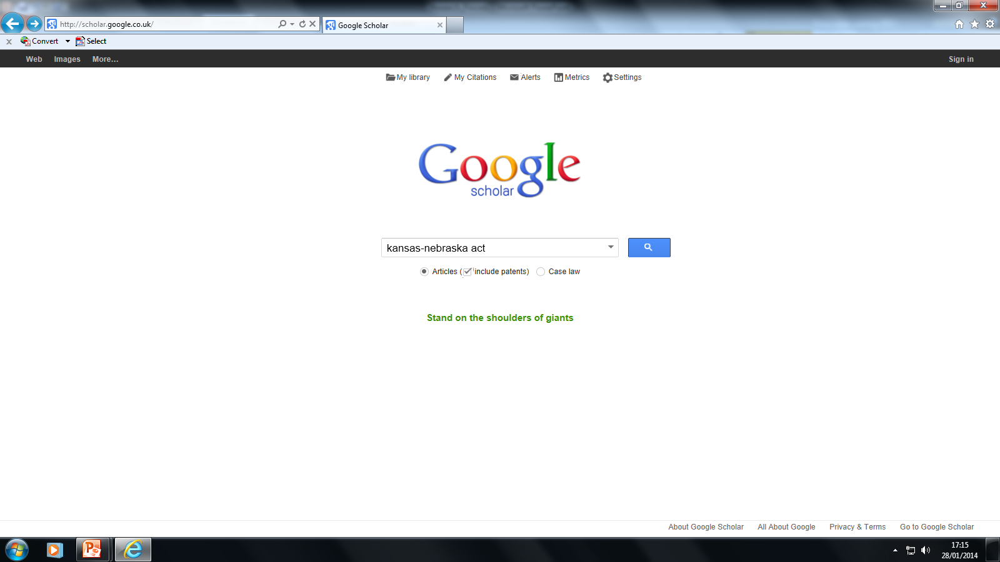 http://scholar.google.co.uk/
Google Scholar
Convert
Select
Web Images More...
Sign in
My library My Citations Alerts Metrics Settings
Google
scholar
kansas-nebraska act
Articles (include patents) Case law
Stand on the shoulders of giants
About Google Scholar All About Google Privacy & Terms Go to Google Scholar
17:15
28/01/2014